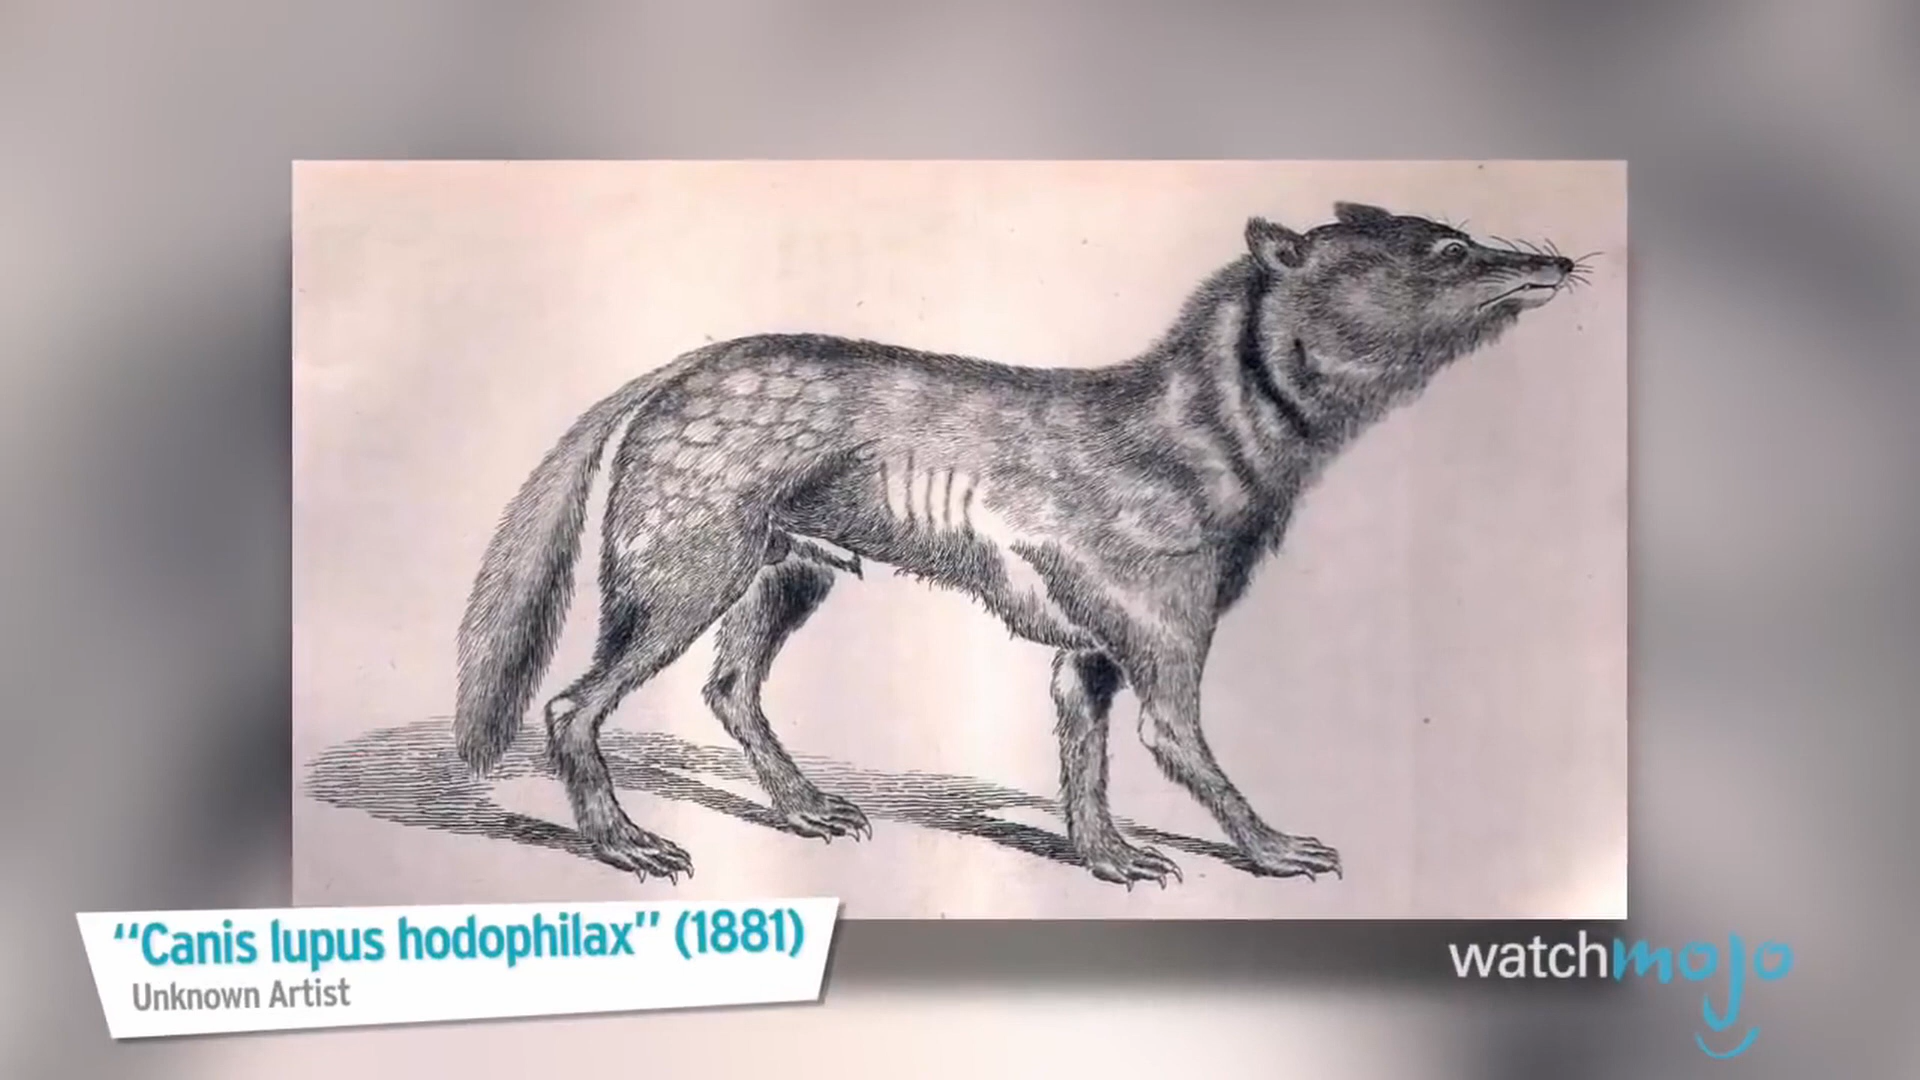 “Canis lupus hodophilax” (1881)
Unknown Artist
watchmojo